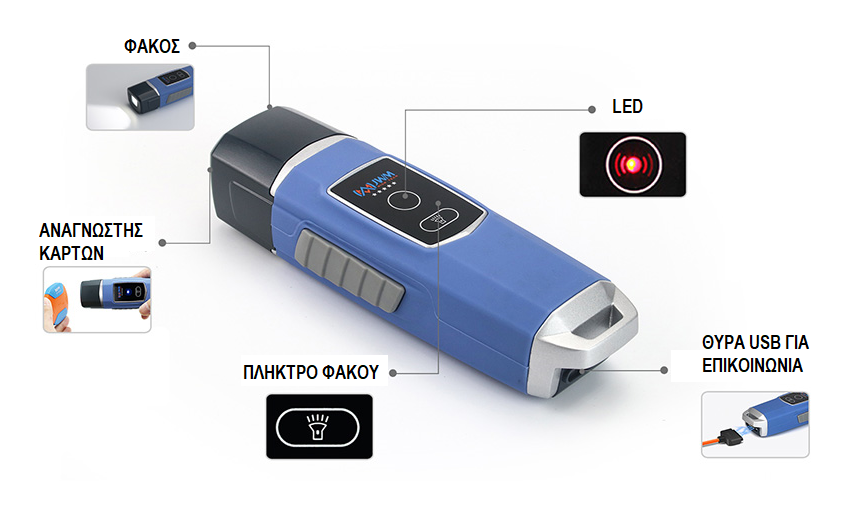 ΦΑΚΟΣ
LED
ΑΝΑΓΝΩΣΤΗΣ
ΚΑΡΤΩΝ
ΘΥΡΑ USB ΓΙΑ
ΕΠΙΚΟΙΝΩΝΙΑ
ΠΛΗΚΤΡΟ ΦΑΚΟΥ